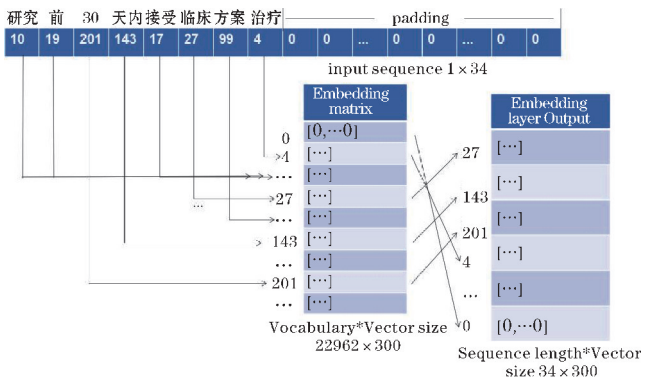 研究 前 30 天内 接受 临床 方案 治疗 padding
10 19 201 143 17 27 99 4 0 0 ... 0 0 ... 0 0
input sequence 1×34
Embedding
matrix
Embedding
layer Output
0 [0,…0]
4 […]
… […]
27 […]
...
… […]
143 […]
… […]
201 […]
… […]
27 […]
143 […]
201 […]
4 […]
... […]
0 [0,…0]
Vocabulary*Vector size
22962×300
Sequence length*Vector
size 34×300